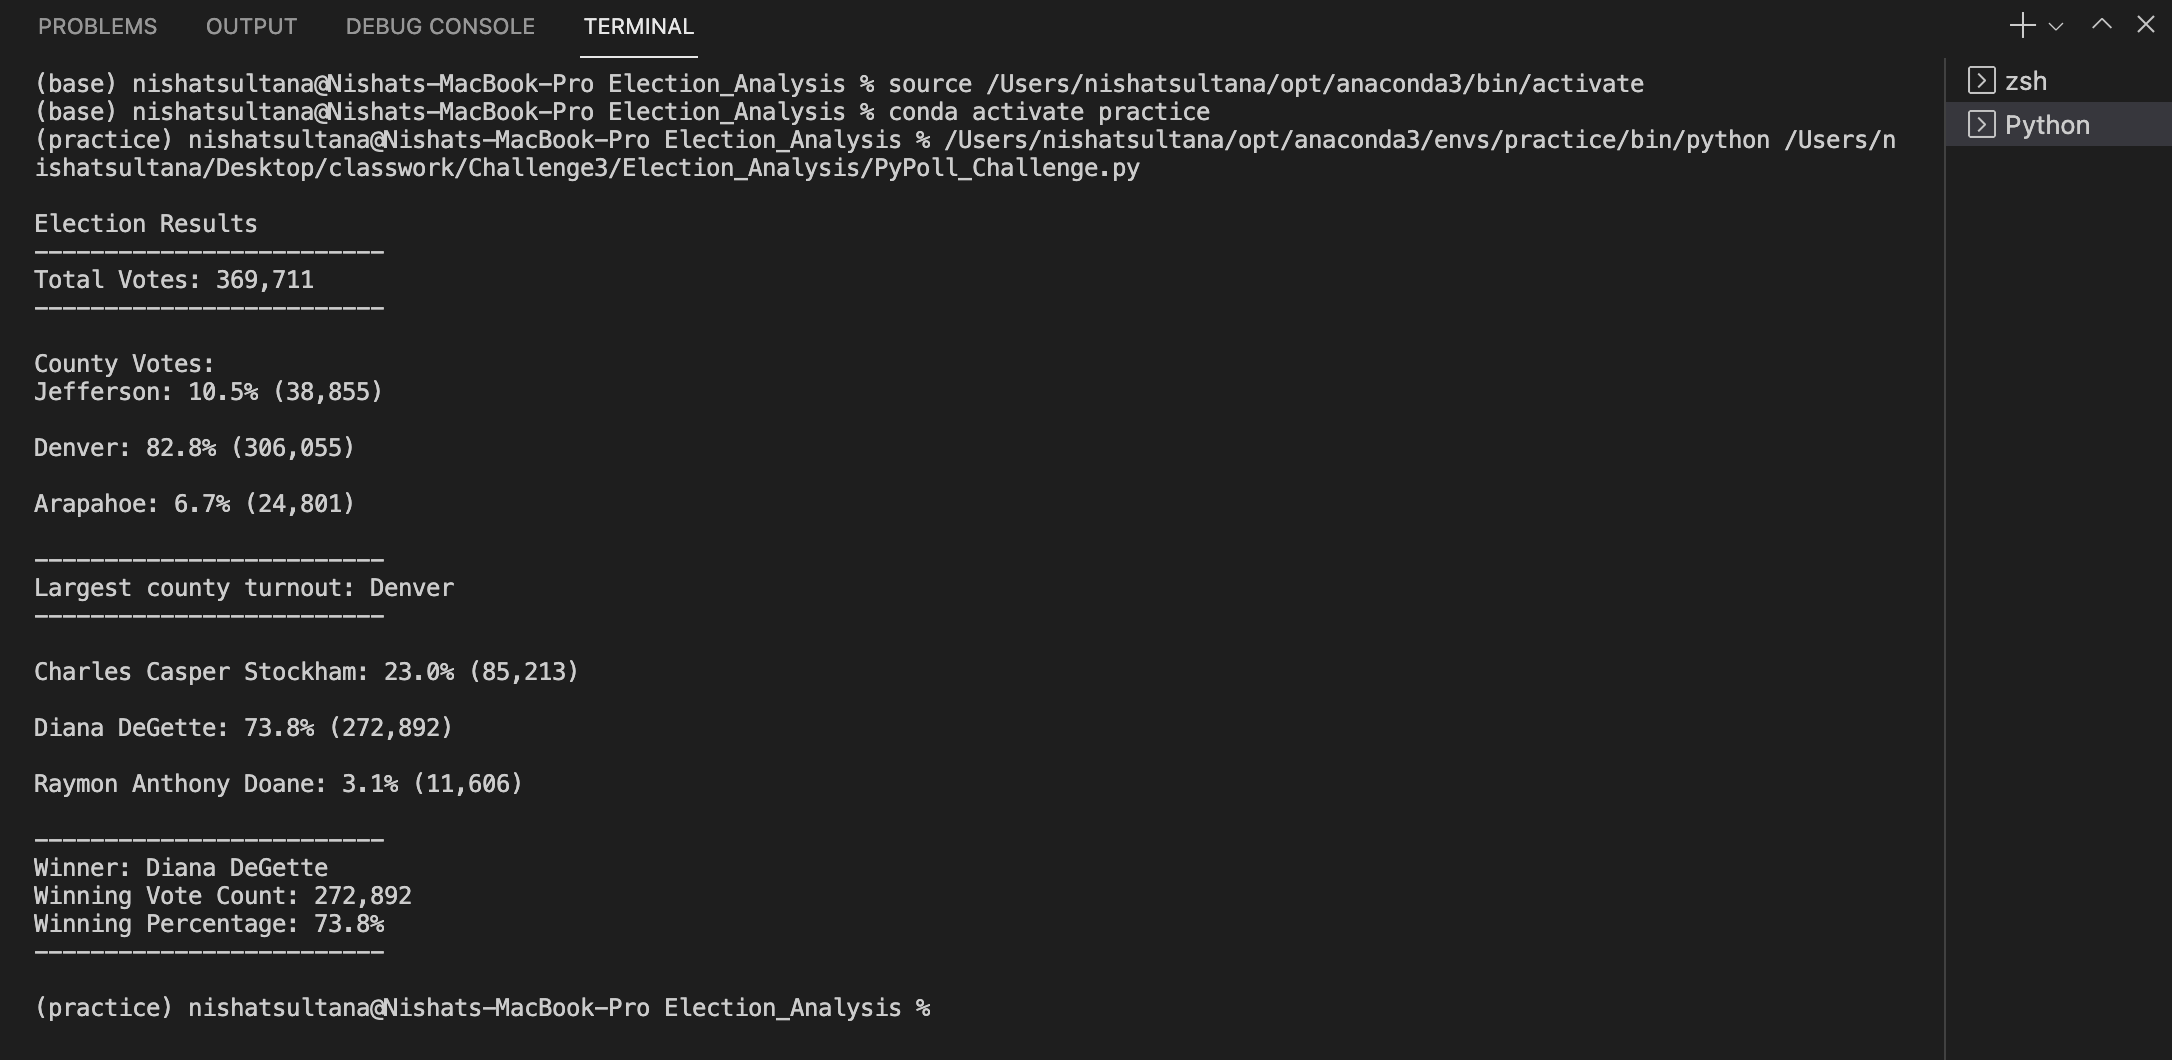 PROBLEMS OUTPUT DEBUG CONSOLE TERMINAL
(base) nishatsultana@Nishats-MacBook-Pro Election_Analysis % source /Users/nishatsultana/opt/anaconda3/bin/activate
(base) nishatsultana@Nishats-MacBook-Pro Election_Analysis % conda activate practice
(practice) nishatsultana@Nishats-MacBook-Pro Election_Analysis % /Users/nishatsultana/opt/anaconda3/envs/practice/bin/python /Users/n
ishatsultana/Desktop/classwork/Challenge3/Election_Analysis/PyPoll_Challenge.py
Election Results
-------------------------
Total Votes: 369,711
-------------------------
County Votes:
Jefferson: 10.5% (38,855)
Denver: 82.8% (306,055)
Arapahoe: 6.7% (24,801)
-------------------------
Largest county turnout: Denver
-------------------------
Charles Casper Stockham: 23.0% (85,213)
Diana DeGette: 73.8% (272,892)
Raymon Anthony Doane: 3.1% (11,606)
-------------------------
Winner: Diana DeGette
Winning Vote Count: 272,892
Winning Percentage: 73.8%
-------------------------
(practice) nishatsultana@Nishats-MacBook-Pro Election_Analysis %
zsh
Python